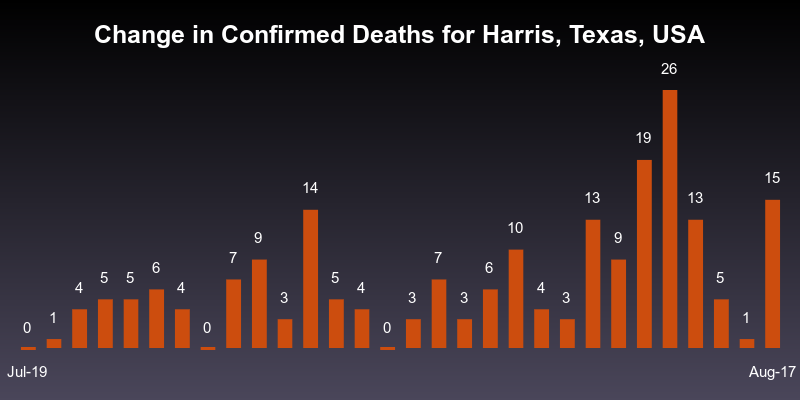 Change in Confirmed Deaths for Harris, Texas, USA
0 1 4 5 5 6 4 0 7 9 3 14 5 4 0 3 7 3 6 10 4 3 13 9 19 26 13 5 1 15
Jul-19 Aug-17